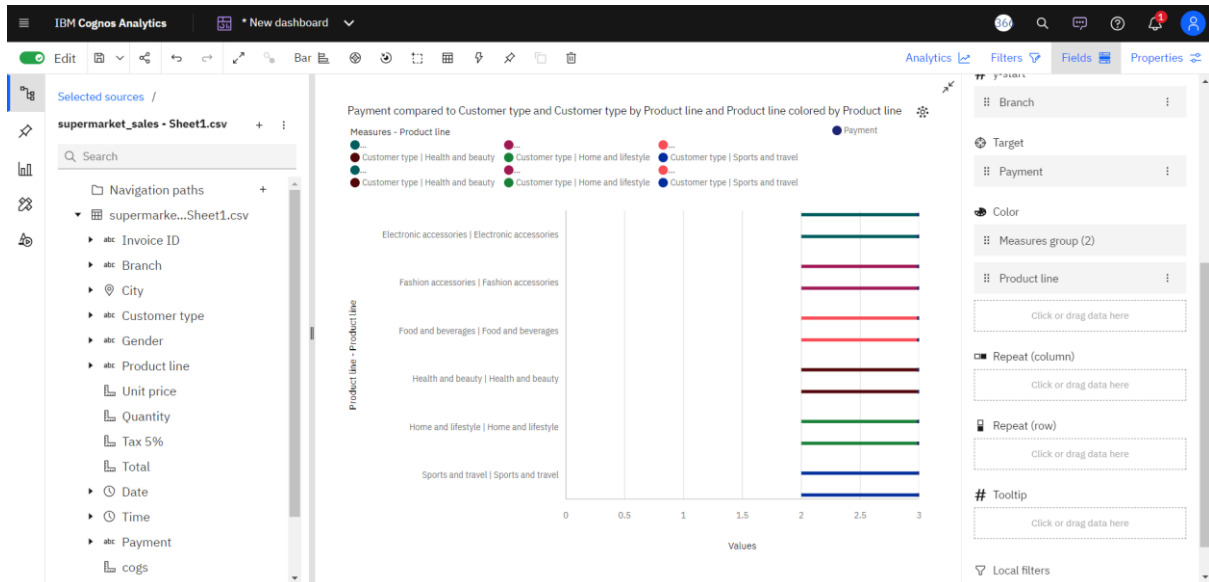 IBM Cognos Analytics
* New dashboard
1
Edit
Bar
Analytics
Filters
Fields
Properties
Selected sources /
supermarket_sales - Sheet1.csv
Search
Navigation paths
supermarke...Sheet1.csv
abc Invoice ID
abc Branch
City
abc Customer type
abc Gender
abc Product line
Unit price
Quantity
Tax 5%
Total
Date
Time
abc Payment
cogs
Payment compared to Customer type and Customer type by Product line and Product line colored by Product line
Measures - Product line
Payment
... ... ...
Customer type | Health and beauty Customer type | Home and lifestyle Customer type | Sports and travel
... ... ...
Customer type | Health and beauty Customer type | Home and lifestyle Customer type | Sports and travel
Product line - Product line
Electronic accessories | Electronic accessories
Fashion accessories | Fashion accessories
Food and beverages | Food and beverages
Health and beauty | Health and beauty
Home and lifestyle | Home and lifestyle
Sports and travel | Sports and travel
0 0.5 1 1.5 2 2.5 3
Values
# y-start
Branch
Target
Payment
Color
Measures group (2)
Product line
Click or drag data here
Repeat (column)
Click or drag data here
Repeat (row)
Click or drag data here
# Tooltip
Click or drag data here
Local filters